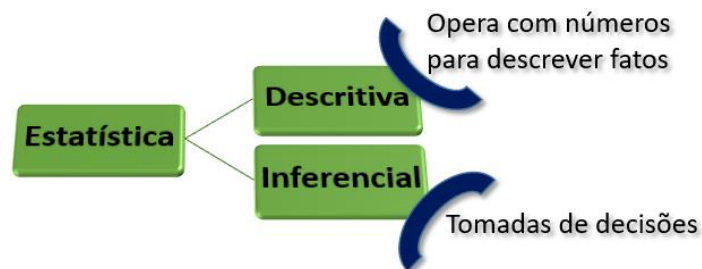 Opera com números
para descrever fatos
Descritiva
Estatística
Inferencial
Tomadas de decisões